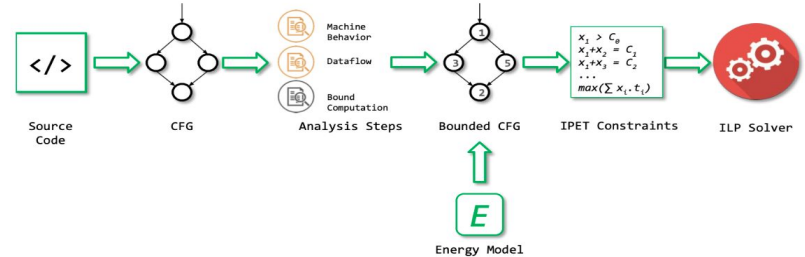 Machine
Behavior
Dataflow
Bound
Computation
</>
1
3
5
2
x₁ > C₀
x₁+x₂ = C₁
x₁+x₃ = C₂
...
max(∑ xᵢ.tᵢ)
Source
Code
CFG
Analysis Steps
Bounded CFG
IPET Constraints
ILP Solver
E
Energy Model